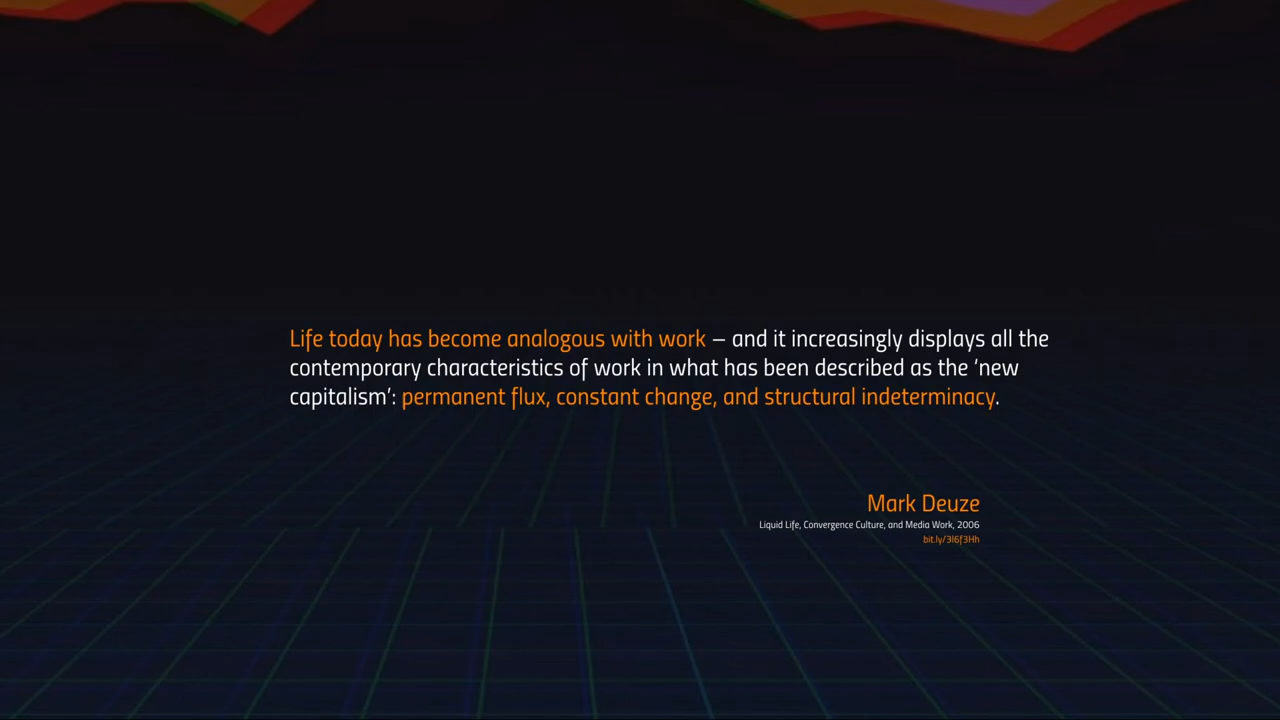 Life today has become analogous with work – and it increasingly displays all the
contemporary characteristics of work in what has been described as the ‘new
capitalism’: permanent flux, constant change, and structural indeterminacy.
Mark Deuze
Liquid Life, Convergence Culture, and Media Work, 2006
bit.ly/3l6f3Hh